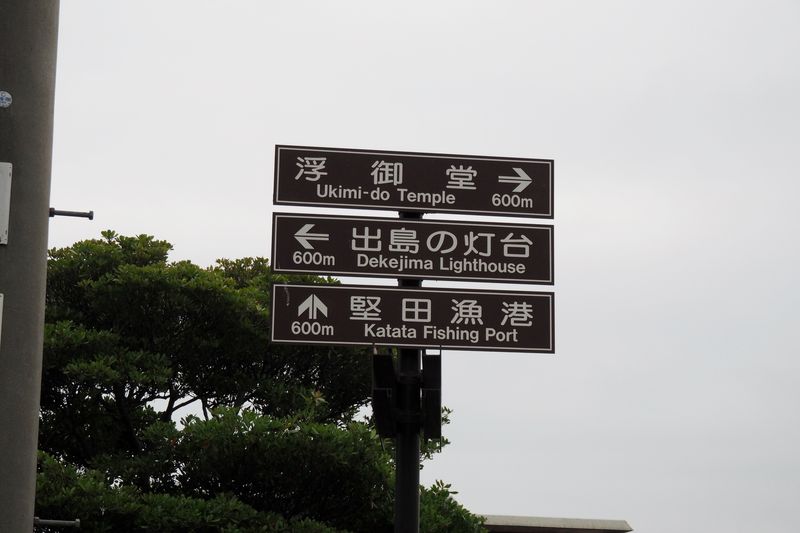 浮御堂
Ukimi-do Temple 600m
出島の灯台
600m Dekejima Lighthouse
堅田漁港
600m Katata Fishing Port